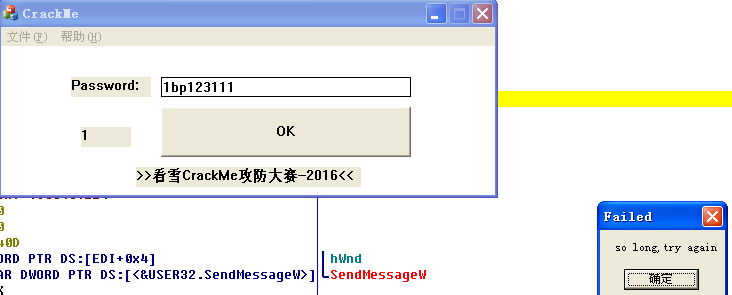 CrackMe
文件(F) 帮助(H)
Password: 1bp123111
1 OK
>>看雪CrackMe攻防大赛-2016<<
0
0
40D
ORD PTR DS:[EDI+0x4] hWnd
AR DWORD PTR DS:[<&USER32.SendMessageW>] SendMessageW
Failed
so long,try again
确定